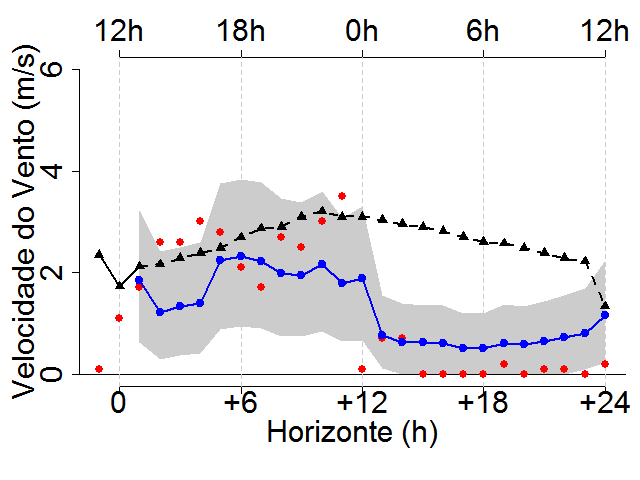 12h 18h 0h 6h 12h
Velocidade do Vento (m/s)
6
4
2
0
0 +6 +12 +18 +24
Horizonte (h)